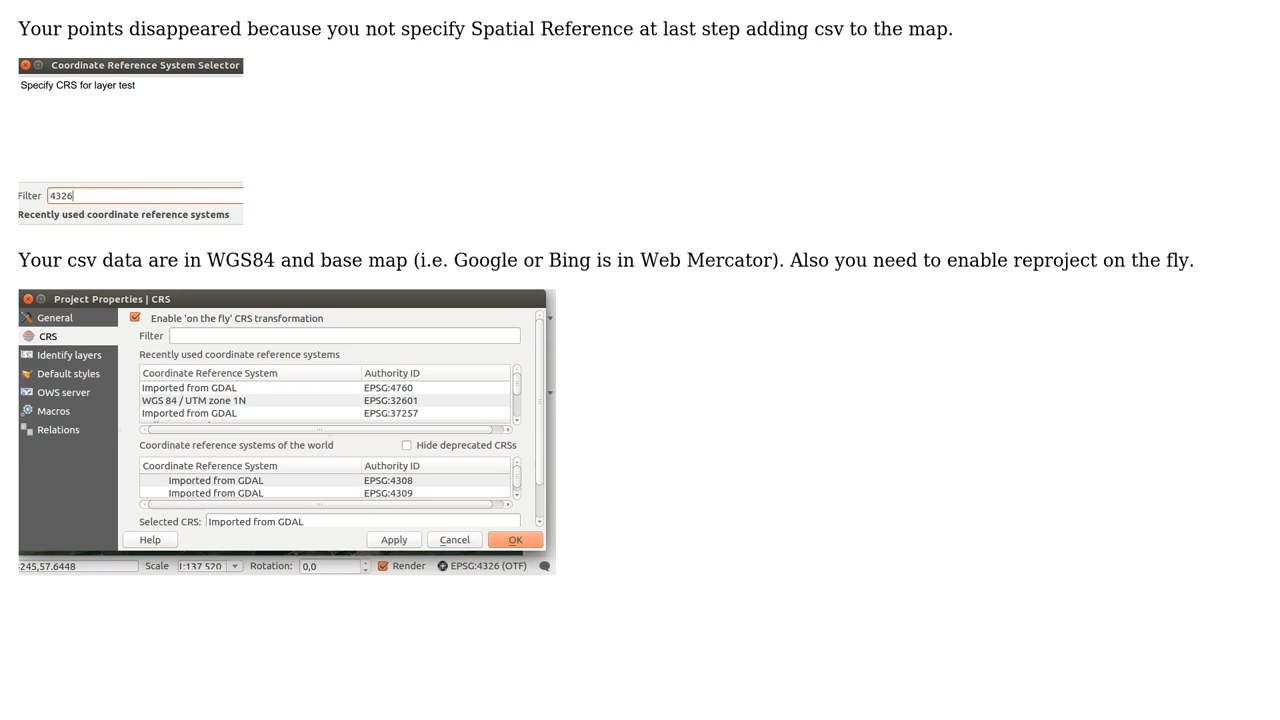 Your points disappeared because you not specify Spatial Reference at last step adding csv to the map.
Coordinate Reference System Selector
Specify CRS for layer test
Filter 4326
Recently used coordinate reference systems
Your csv data are in WGS84 and base map (i.e. Google or Bing is in Web Mercator). Also you need to enable reproject on the fly.
Project Properties | CRS
General
CRS
Identify layers
Default styles
OWS server
Macros
Relations
Enable 'on the fly' CRS transformation
Filter
Recently used coordinate reference systems
Coordinate Reference System Authority ID
Imported from GDAL EPSG:4760
WGS 84 / UTM zone 1N EPSG:32601
Imported from GDAL EPSG:37257
Coordinate reference systems of the world Hide deprecated CRSs
Coordinate Reference System Authority ID
Imported from GDAL EPSG:4308
Imported from GDAL EPSG:4309
Selected CRS: Imported from GDAL
Help Apply Cancel OK
245,57.6448 Scale 1:137 520 Rotation: 0,0 Render EPSG:4326 (OTF)